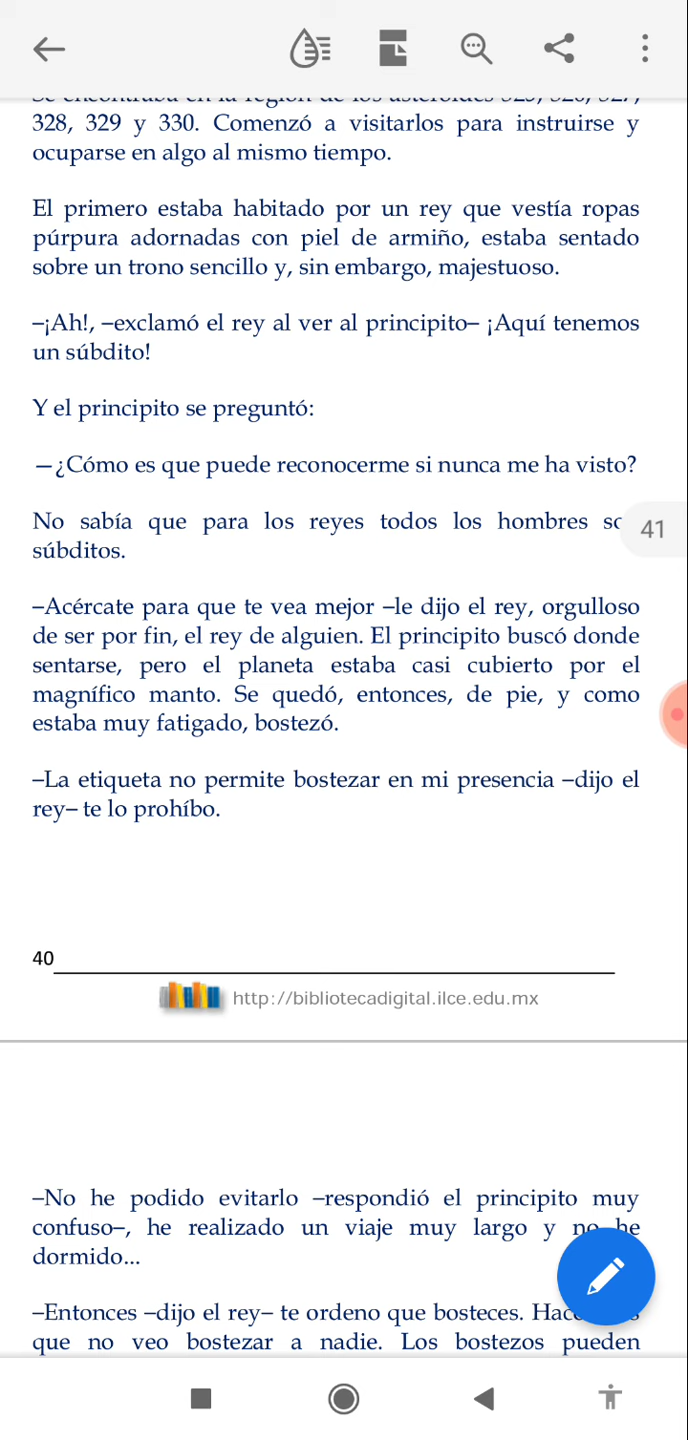 328, 329 y 330. Comenzó a visitarlos para instruirse y
ocuparse en algo al mismo tiempo.
El primero estaba habitado por un rey que vestía ropas
púrpura adornadas con piel de armiño, estaba sentado
sobre un trono sencillo y, sin embargo, majestuoso.
–¡Ah!, –exclamó el rey al ver al principito– ¡Aquí tenemos
un súbdito!
Y el principito se preguntó:
—¿Cómo es que puede reconocerme si nunca me ha visto?
No sabía que para los reyes todos los hombres
41
súbditos.
–Acércate para que te vea mejor –le dijo el rey, orgulloso
de ser por fin, el rey de alguien. El principito buscó donde
sentarse, pero el planeta estaba casi cubierto por el
magnífico manto. Se quedó, entonces, de pie, y como
estaba muy fatigado, bostezó.
–La etiqueta no permite bostezar en mi presencia –dijo el
rey– te lo prohíbo.
40
http://bibliotecadigital.ilce.edu.mx
–No he podido evitarlo –respondió el principito muy
confuso–, he realizado un viaje muy largo y no he
dormido...
–Entonces –dijo el rey– te ordeno que bosteces.
que no veo bostezar a nadie. Los bostezos pueden